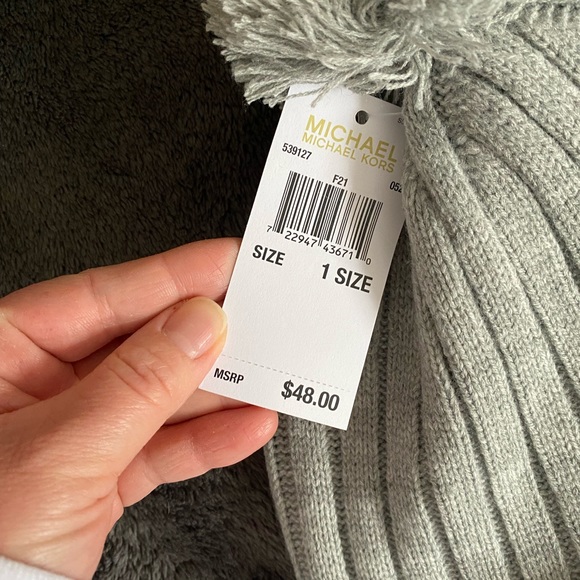 MICHAEL
MICHAEL KORS
539127
F21
052
7 22947 43671 0
SIZE 1 SIZE
MSRP $48.00